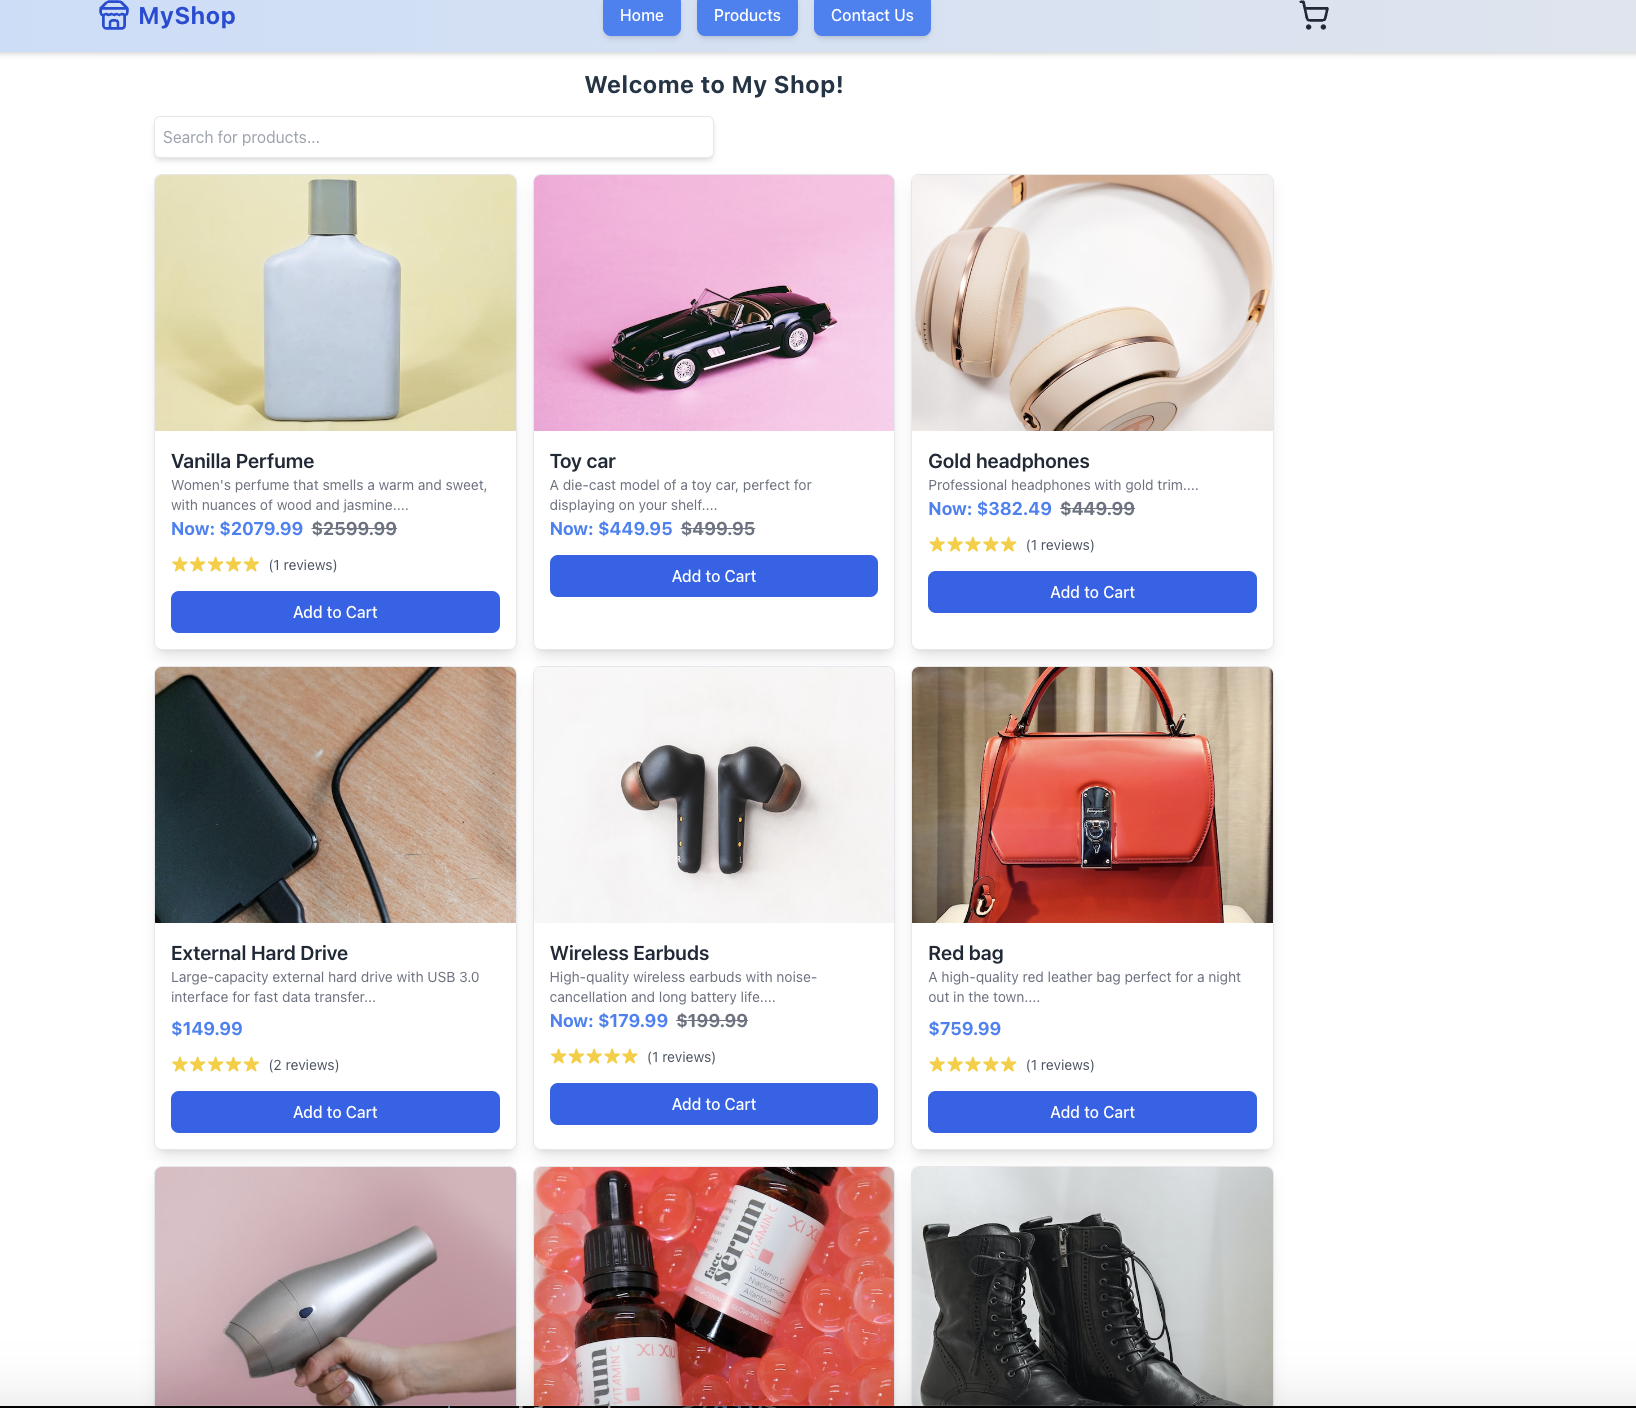 MyShop
Home
Products
Contact Us
Welcome to My Shop!
Search for products...
Vanilla Perfume
Women's perfume that smells a warm and sweet,
with nuances of wood and jasmine....
Now: $2079.99 $2599.99
(1 reviews)
Add to Cart
Toy car
A die-cast model of a toy car, perfect for
displaying on your shelf....
Now: $449.95 $499.95
Add to Cart
Gold headphones
Professional headphones with gold trim....
Now: $382.49 $449.99
(1 reviews)
Add to Cart
External Hard Drive
Large-capacity external hard drive with USB 3.0
interface for fast data transfer...
$149.99
(2 reviews)
Add to Cart
Wireless Earbuds
High-quality wireless earbuds with noise-
cancellation and long battery life....
Now: $179.99 $199.99
(1 reviews)
Add to Cart
Red bag
A high-quality red leather bag perfect for a night
out in the town....
$759.99
(1 reviews)
Add to Cart
face
serum
VITAMIN C
XI XI
Vitamin C
Niacinamide
Allantoin
VITAMIN C